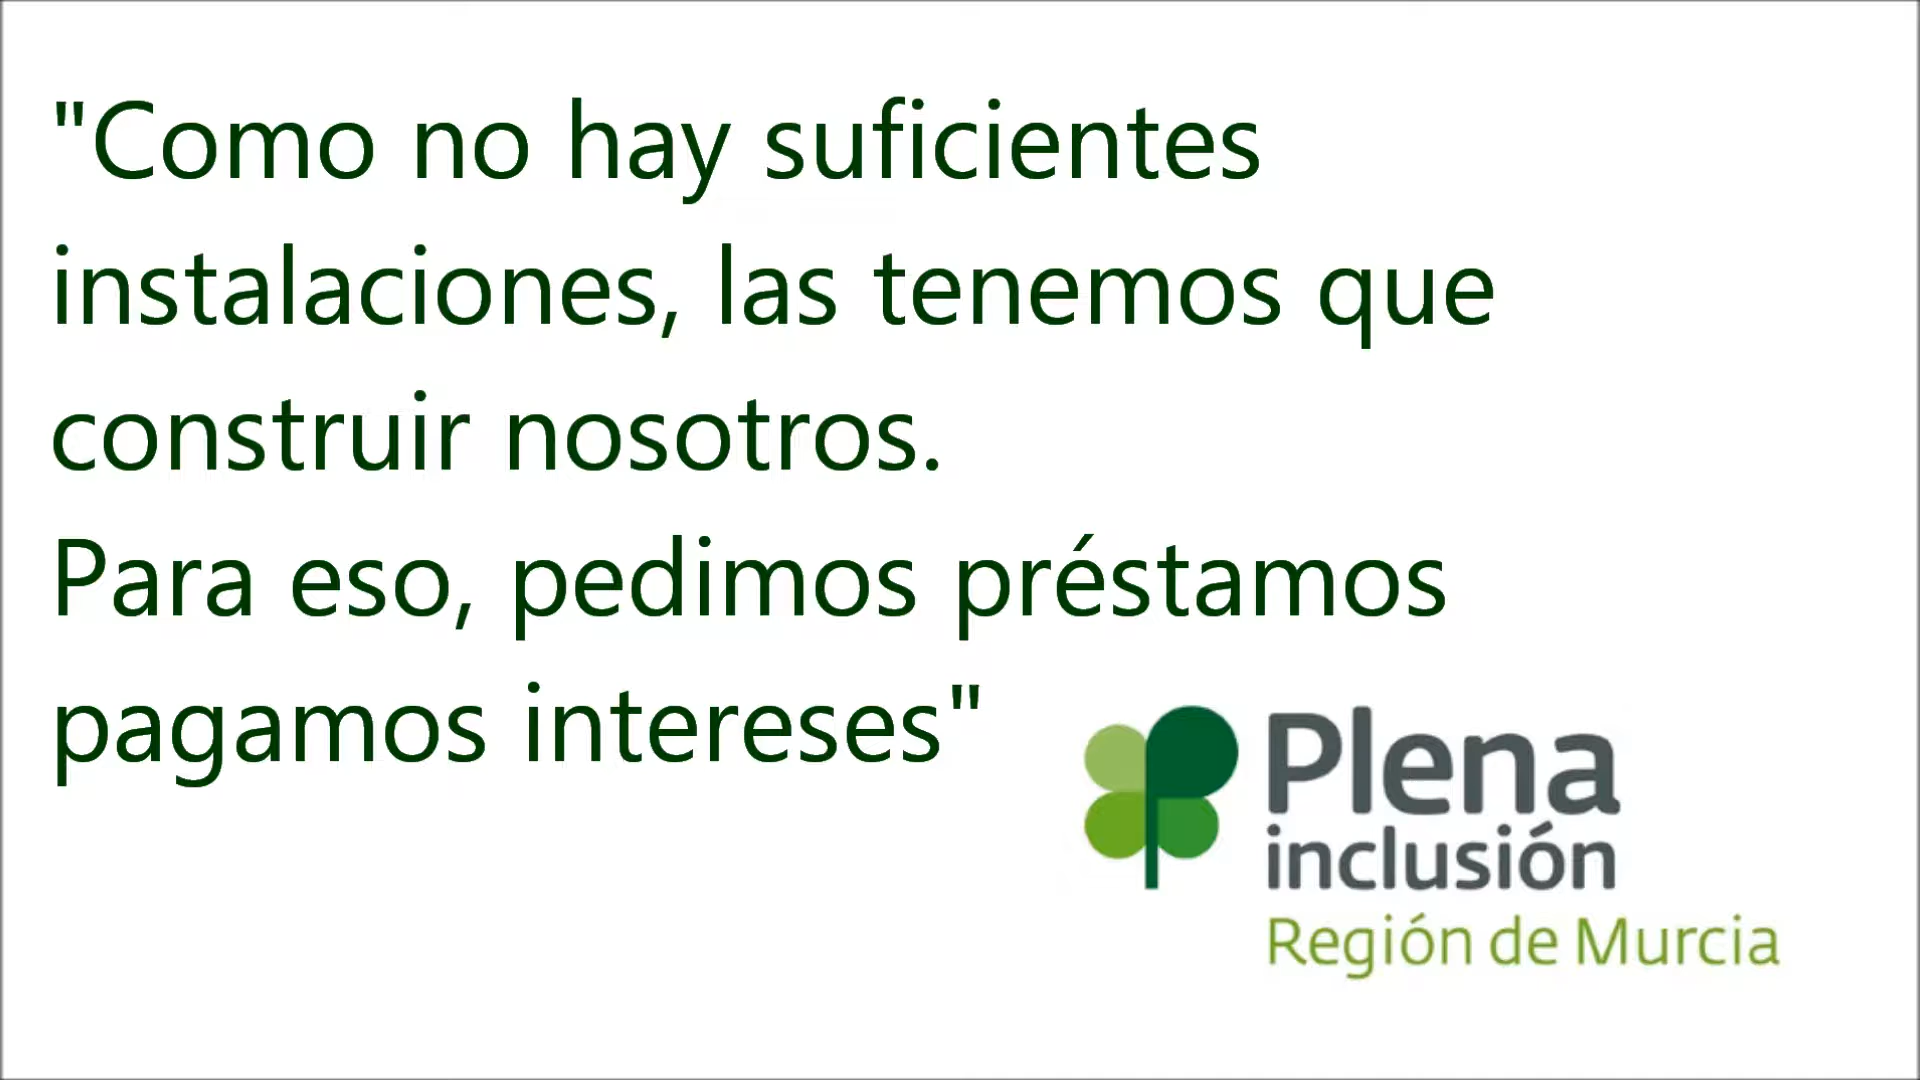 "Como no hay suficientes
instalaciones, las tenemos que
construir nosotros.
Para eso, pedimos préstamos
pagamos intereses"
Plena
inclusión
Región de Murcia